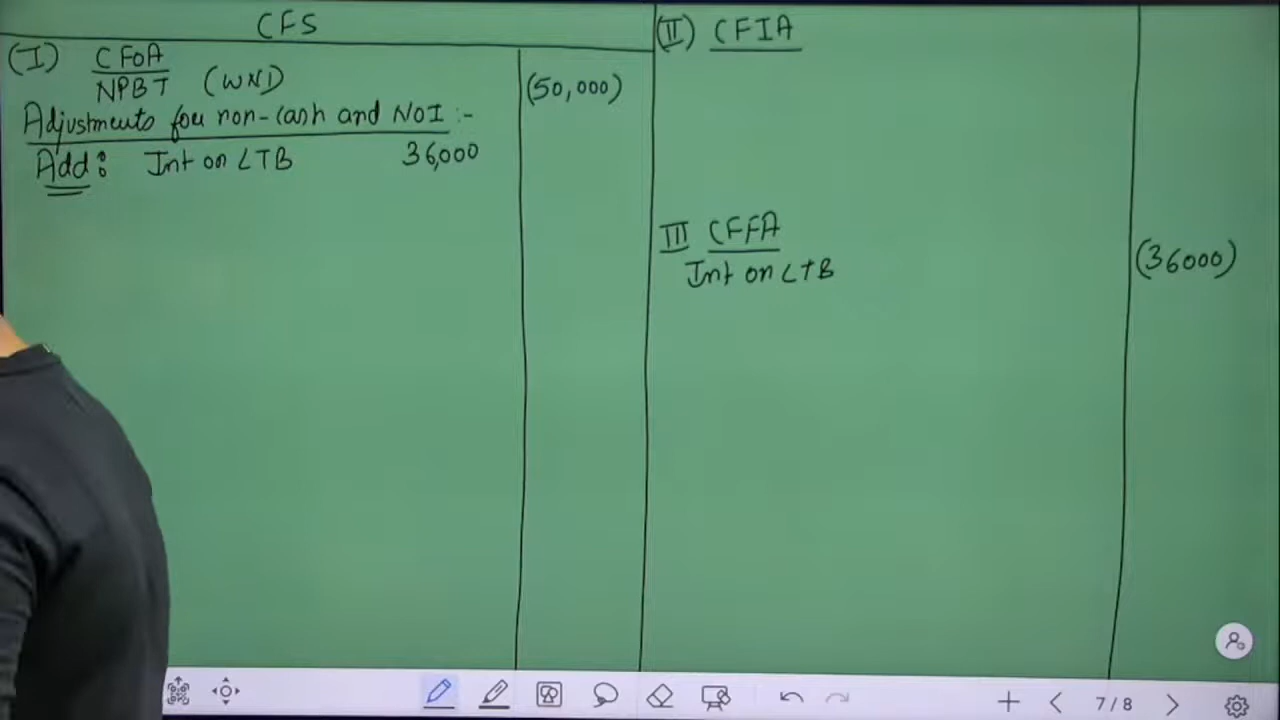 CFS
(I) CFOA
NPBT (WN1) (50,000)
Adjustments for non-cash and NOI :-
Add: Int on LTB 36,000
(II) CFIA
III CFFA
Int on LTB (36000)
7 / 8